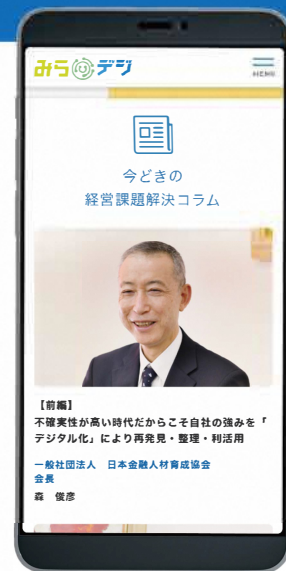 みらデジ
MENU
今どきの
経営課題解決コラム
【前編】
不確実性が高い時代だからこそ自社の強みを「
デジタル化」により再発見・整理・利活用
一般社団法人 日本金融人材育成協会
会長
森 俊彦